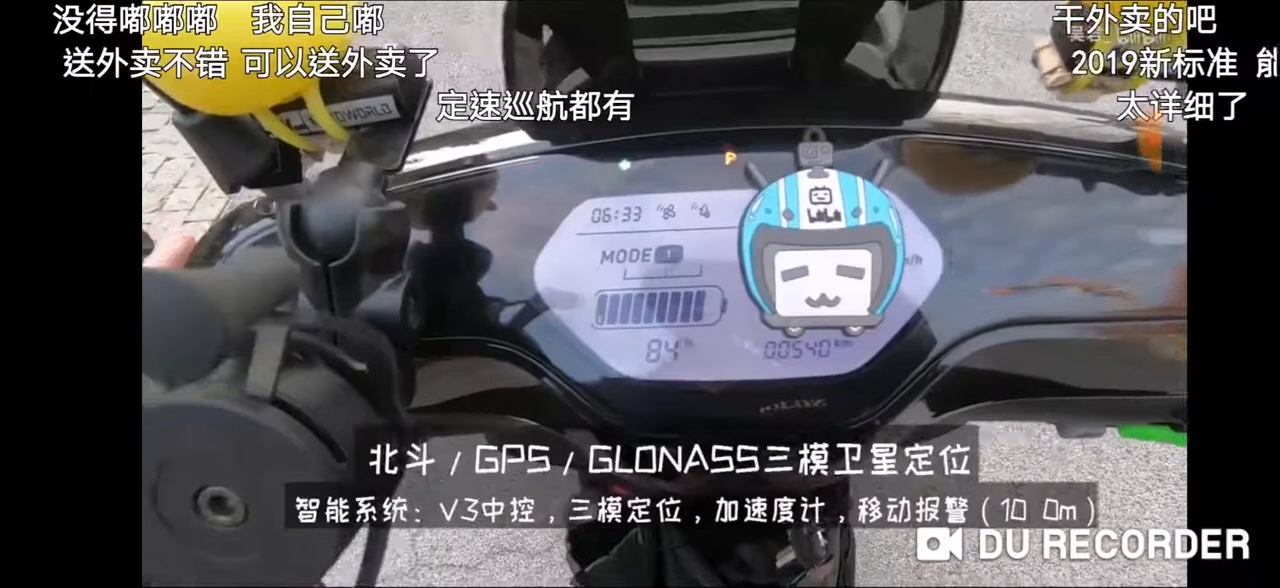 没得嘟嘟嘟 我自己嘟
干外卖的吧
送外卖不错 可以送外卖了
2019新标准
定速巡航都有
太详细了
06:33
MODE 1
84%
00540 km
北斗/GPS/GLONASS三模卫星定位
智能系统：V3中控，三模定位，加速度计，移动报警（10 0m）
DU RECORDER